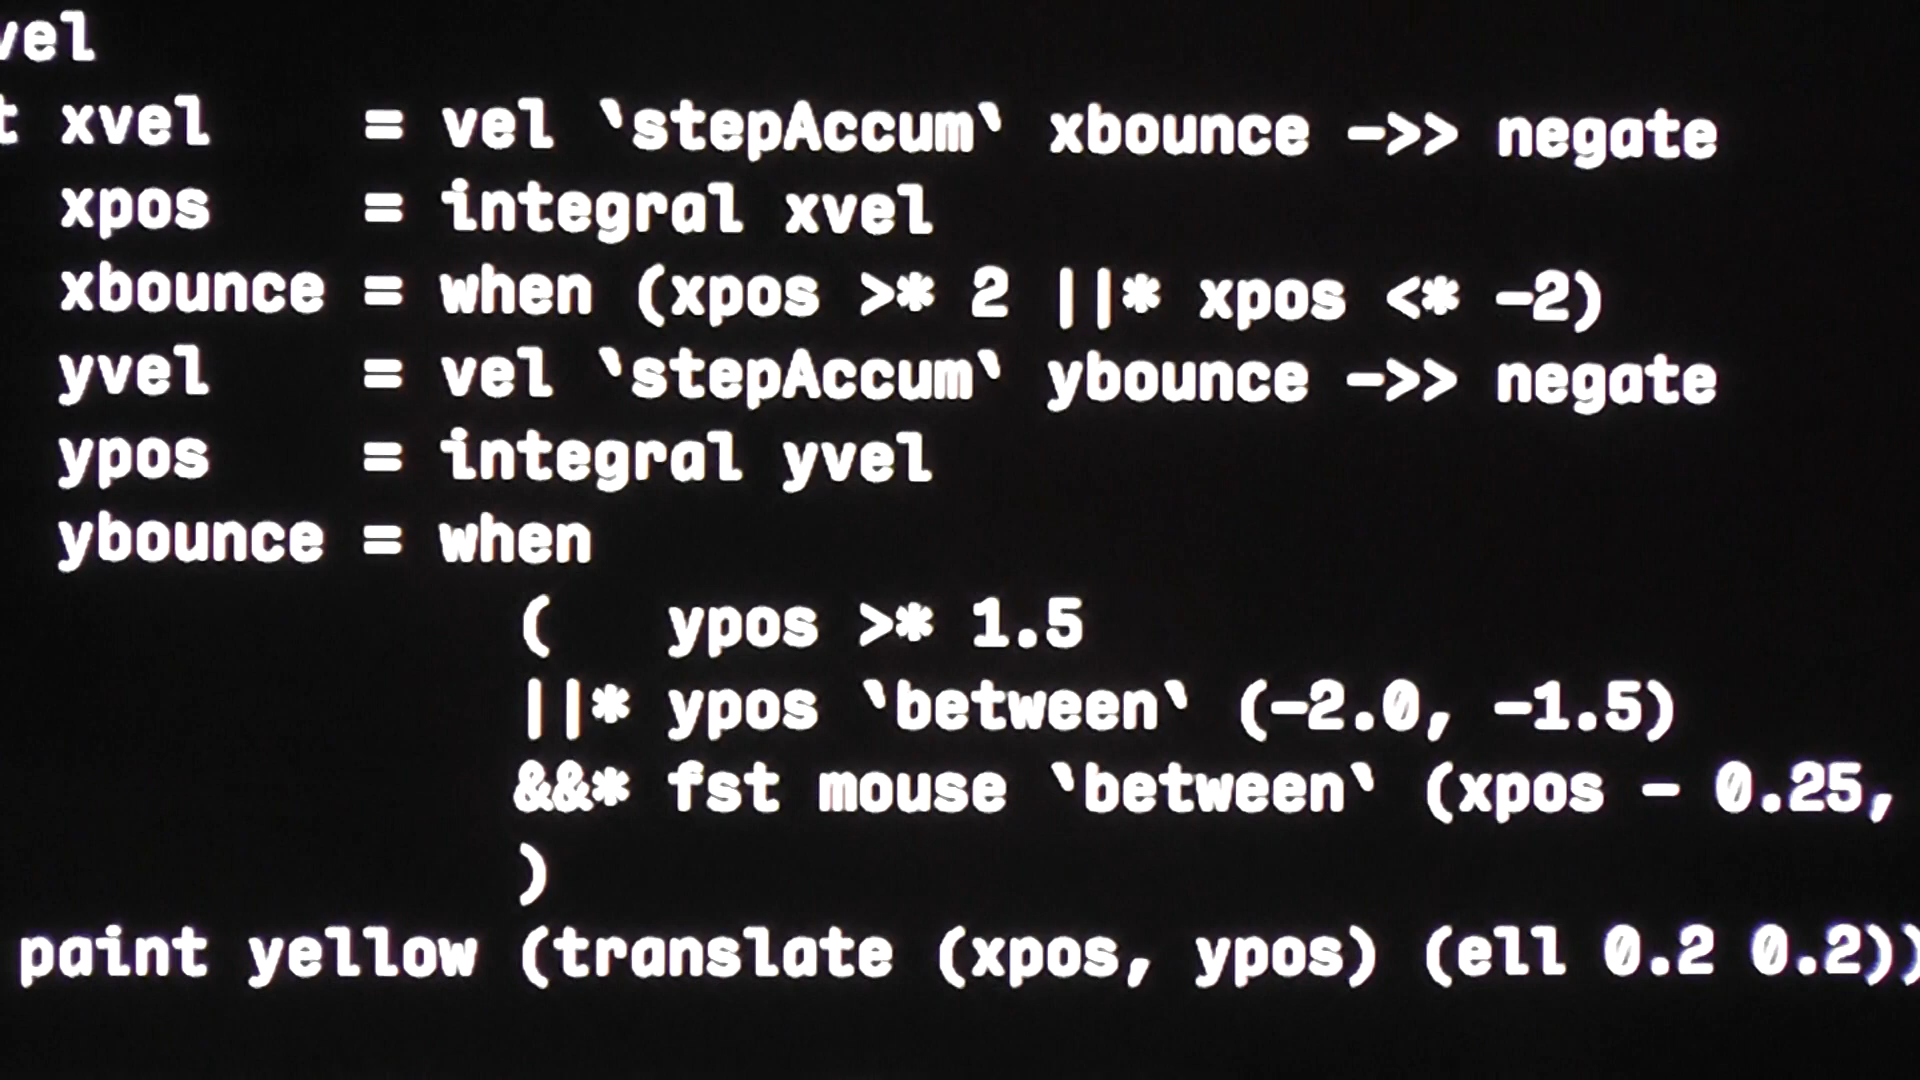 vel
t xvel    = vel `stepAccum` xbounce ->> negate
  xpos    = integral xvel
  xbounce = when (xpos >* 2 ||* xpos <* -2)
  yvel    = vel `stepAccum` ybounce ->> negate
  ypos    = integral yvel
  ybounce = when
              (   ypos >* 1.5
              ||* ypos `between` (-2.0, -1.5)
              &&* fst mouse `between` (xpos - 0.25,
              )
paint yellow (translate (xpos, ypos) (ell 0.2 0.2))